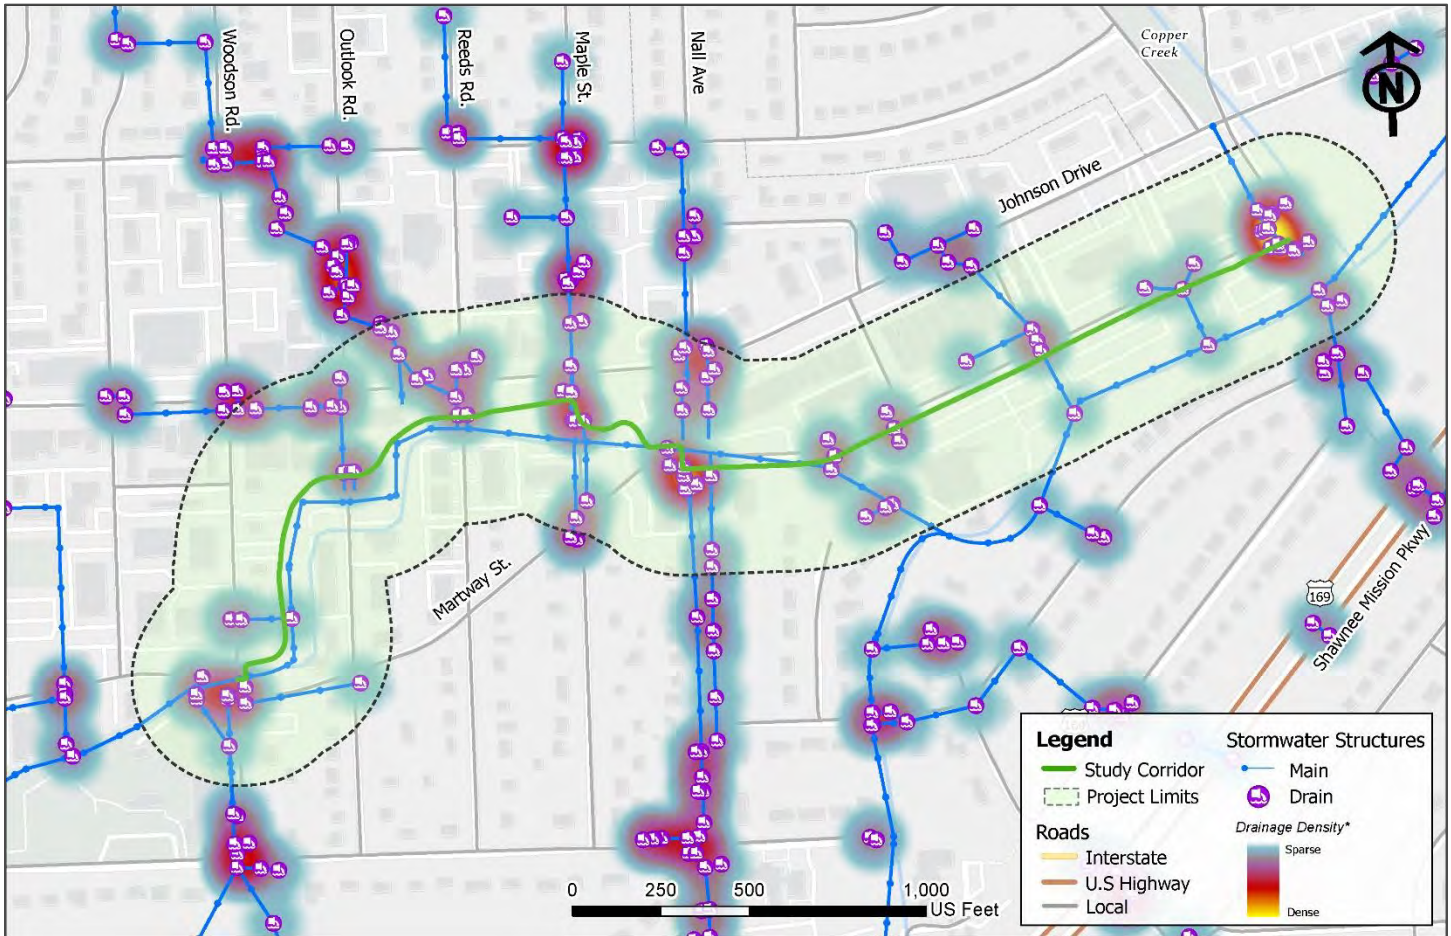 Woodson Rd.
Outlook Rd.
Reeds Rd.
Maple St.
Nall Ave
Copper
Creek
N
Johnson Drive
Martway St.
169
Shawnee Mission Pkwy
Legend
Study Corridor
Project Limits
Roads
Interstate
U.S Highway
Local
Stormwater Structures
Main
Drain
Drainage Density*
Sparse
Dense
0 250 500 1,000
US Feet